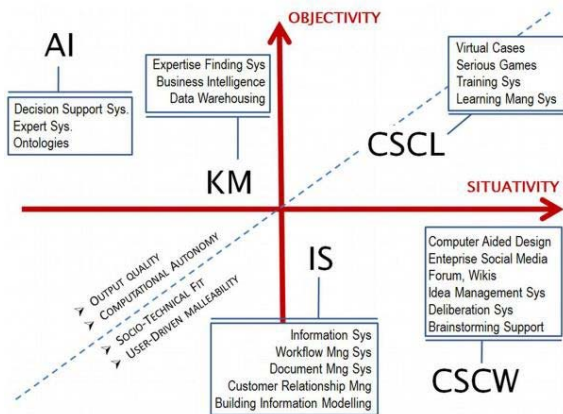 OBJECTIVITY
AI
Decision Support Sys.
Expert Sys.
Ontologies
Expertise Finding Sys
Business Intelligence
Data Warehousing
KM
Virtual Cases
Serious Games
Training Sys
Learning Mang Sys
CSCL
SITUATIVITY
OUTPUT QUALITY
COMPUTATIONAL AUTONOMY
SOCIO-TECHNICAL FIT
USER-DRIVEN MALLEABILITY
IS
Information Sys
Workflow Mng Sys
Document Mng Sys
Customer Relationship Mng
Building Information Modelling
Computer Aided Design
Enteprise Social Media
Forum, Wikis
Idea Management Sys
Deliberation Sys
Brainstorming Support
CSCW